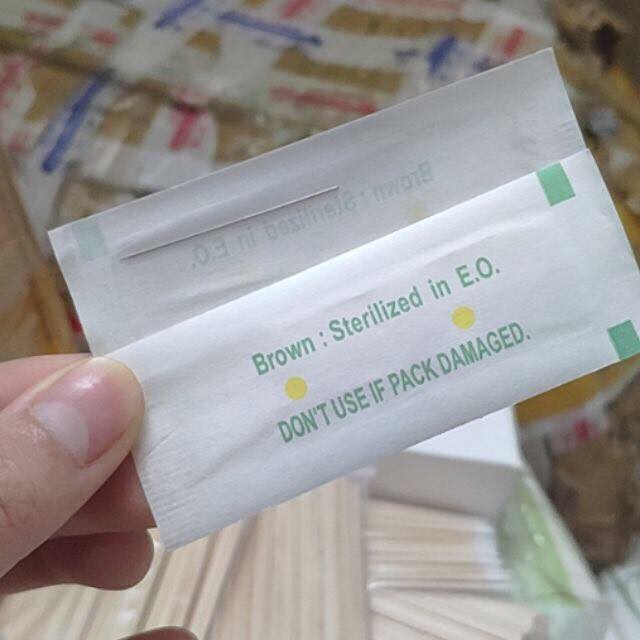 Brown : Sterilized in E.O.
Brown : Sterilized in E.O.
DON'T USE IF PACK DAMAGED.